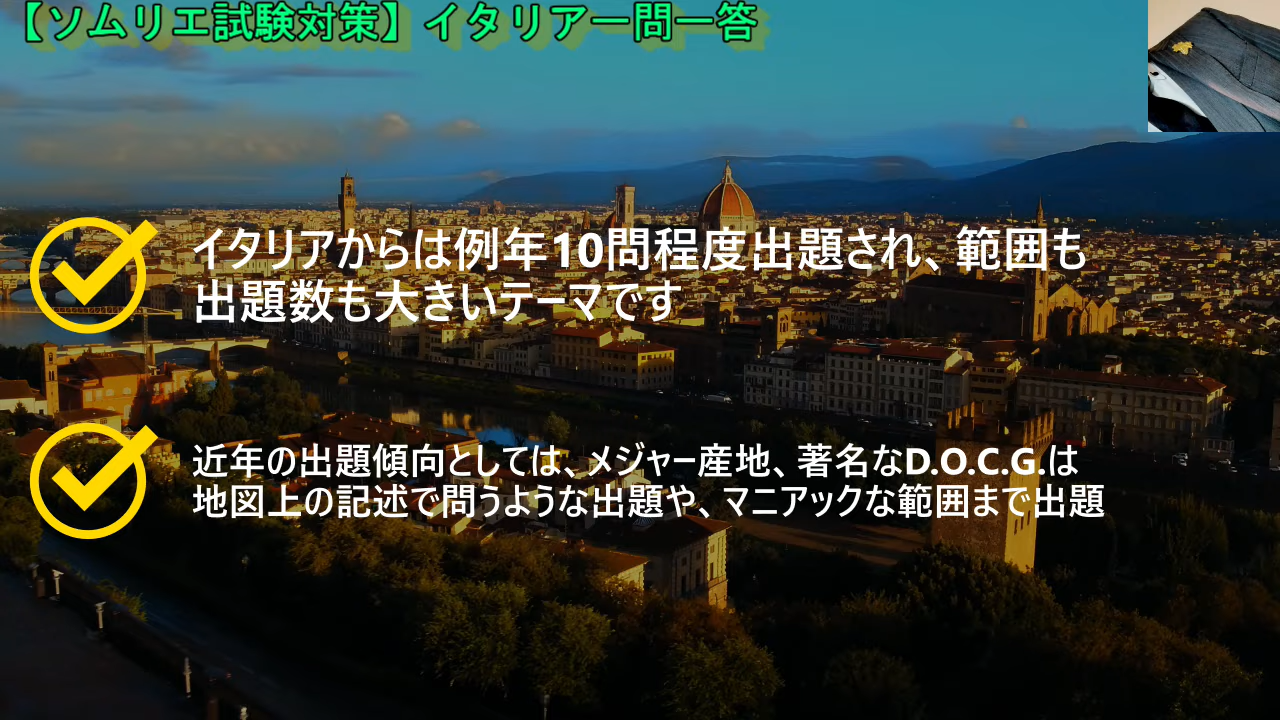 【ソムリエ試験対策】イタリア一問一答
イタリアからは例年10問程度出題され、範囲も
出題数も大きいテーマです
近年の出題傾向としては、メジャー産地、著名なD.O.C.G.は
地図上の記述で問うような出題や、マニアックな範囲まで出題